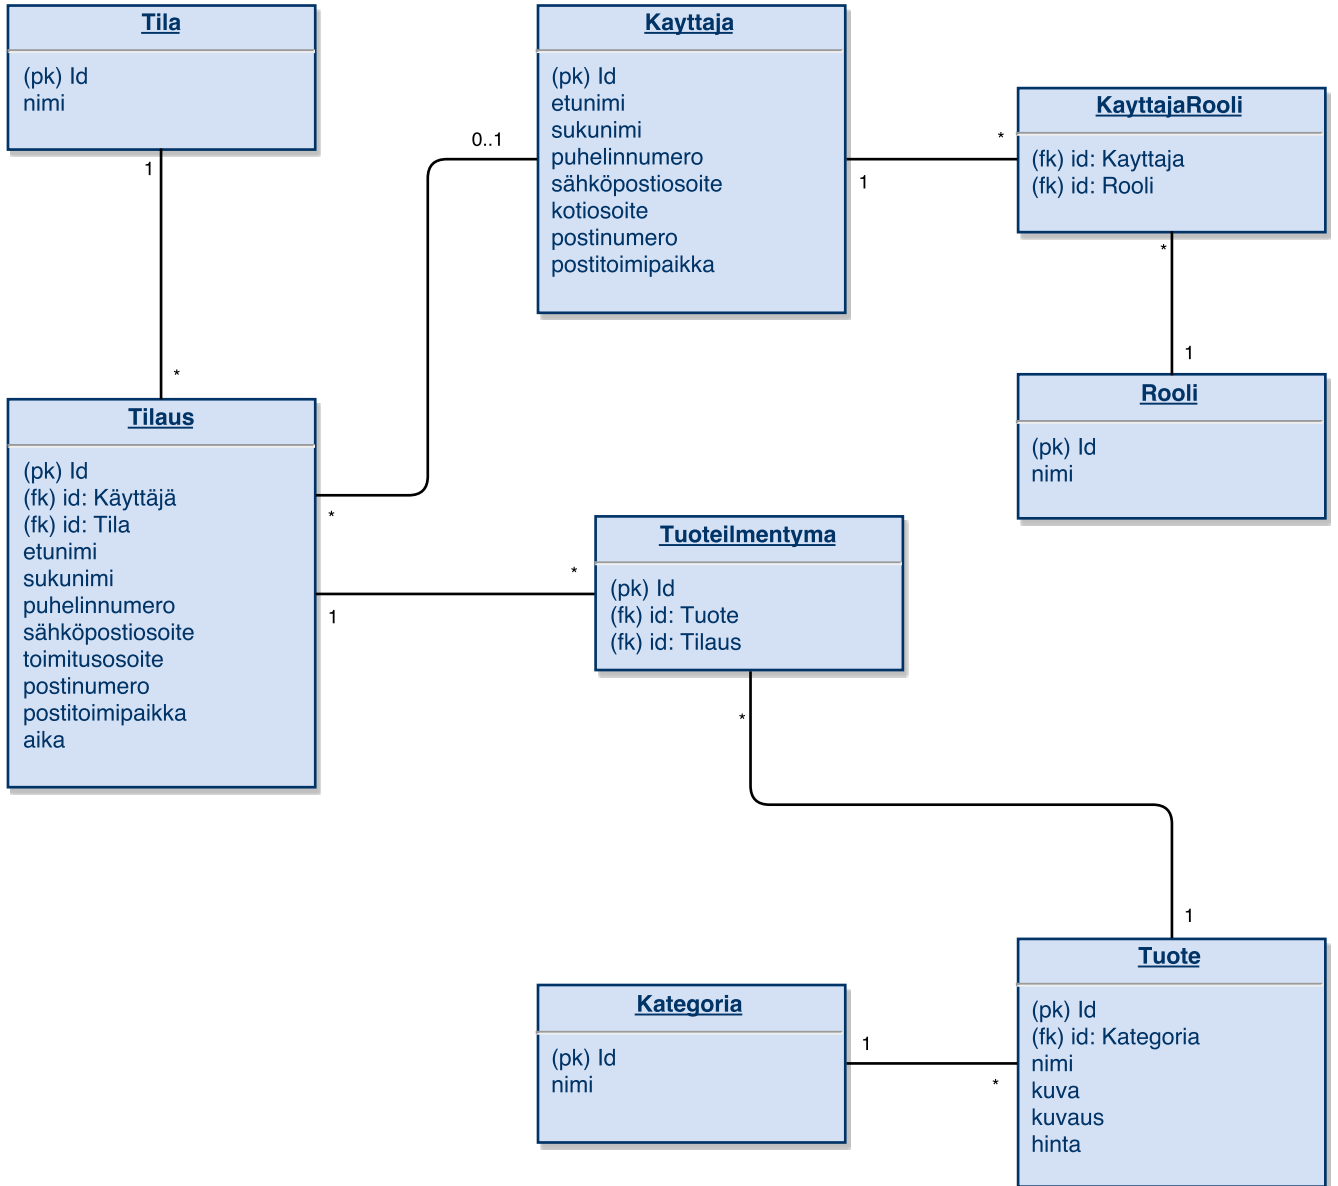 Tila
(pk) Id
nimi
1
*
Kayttaja
(pk) Id
etunimi
sukunimi
puhelinnumero
sähköpostiosoite
kotiosoite
postinumero
postitoimipaikka
0..1
1
*
KayttajaRooli
(fk) id: Kayttaja
(fk) id: Rooli
*
1
Rooli
(pk) Id
nimi
Tilaus
(pk) Id
(fk) id: Käyttäjä
(fk) id: Tila
etunimi
sukunimi
puhelinnumero
sähköpostiosoite
toimitusosoite
postinumero
postitoimipaikka
aika
*
1
*
Tuoteilmentyma
(pk) Id
(fk) id: Tuote
(fk) id: Tilaus
*
1
Kategoria
(pk) Id
nimi
1
*
Tuote
(pk) Id
(fk) id: Kategoria
nimi
kuva
kuvaus
hinta